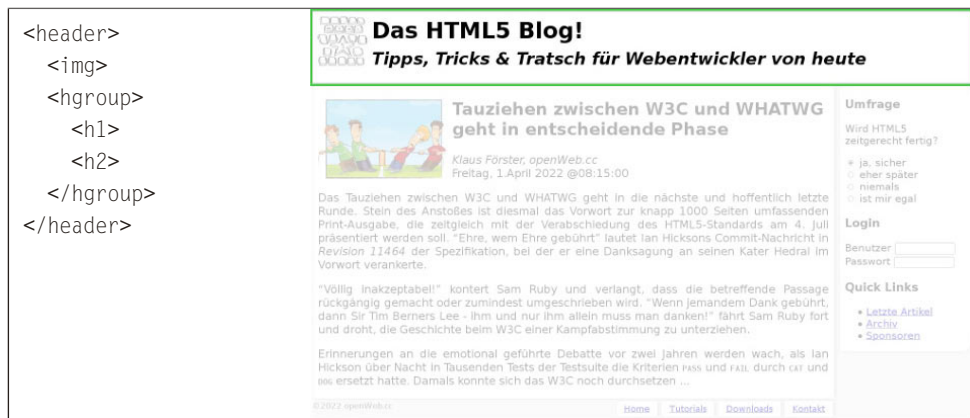 <header>
<img>
<hgroup>
<h1>
<h2>
</hgroup>
</header>
Das HTML5 Blog!
Tipps, Tricks & Tratsch für Webentwickler von heute
Tauziehen zwischen W3C und WHATWG
geht in entscheidende Phase
Klaus Förster, openWeb.cc
Freitag, 1.April 2022 @08:15:00
Das Tauziehen zwischen W3C und WHATWG geht in die nächste und hoffentlich letzte
Runde. Stein des Anstoßes ist diesmal das Vorwort zur knapp 1000 Seiten umfassenden
Print-Ausgabe, die zeitgleich mit der Verabschiedung des HTML5-Standards am 4. Juli
präsentiert werden soll. "Ehre, wem Ehre gebührt" lautet Ian Hicksons Commit-Nachricht in
Revision 11464 der Spezifikation, bei der er eine Danksagung an seinen Kater Hedral im
Vorwort verankerte.
"Völlig inakzeptabel!" kontert Sam Ruby und verlangt, dass die betreffende Passage
rückgängig gemacht oder zumindest umgeschrieben wird. "Wenn jemandem Dank gebührt,
dann Sir Tim Berners Lee - ihm und nur ihm allein muss man danken!" fährt Sam Ruby fort
und droht, die Geschichte beim W3C einer Kampfabstimmung zu unterziehen.
Erinnerungen an die emotional geführte Debatte vor zwei Jahren werden wach, als Ian
Hickson über Nacht in Tausenden Tests der Testsuite die Kriterien PASS und FAIL durch CAT und
DOG ersetzt hatte. Damals konnte sich das W3C noch durchsetzen ...
Umfrage
Wird HTML5
zeitgerecht fertig?
ja, sicher
eher später
niemals
ist mir egal
Login
Benutzer
Passwort
Quick Links
Letzte Artikel
Archiv
Sponsoren
©2022 openWeb.cc
Home Tutorials Downloads Kontakt